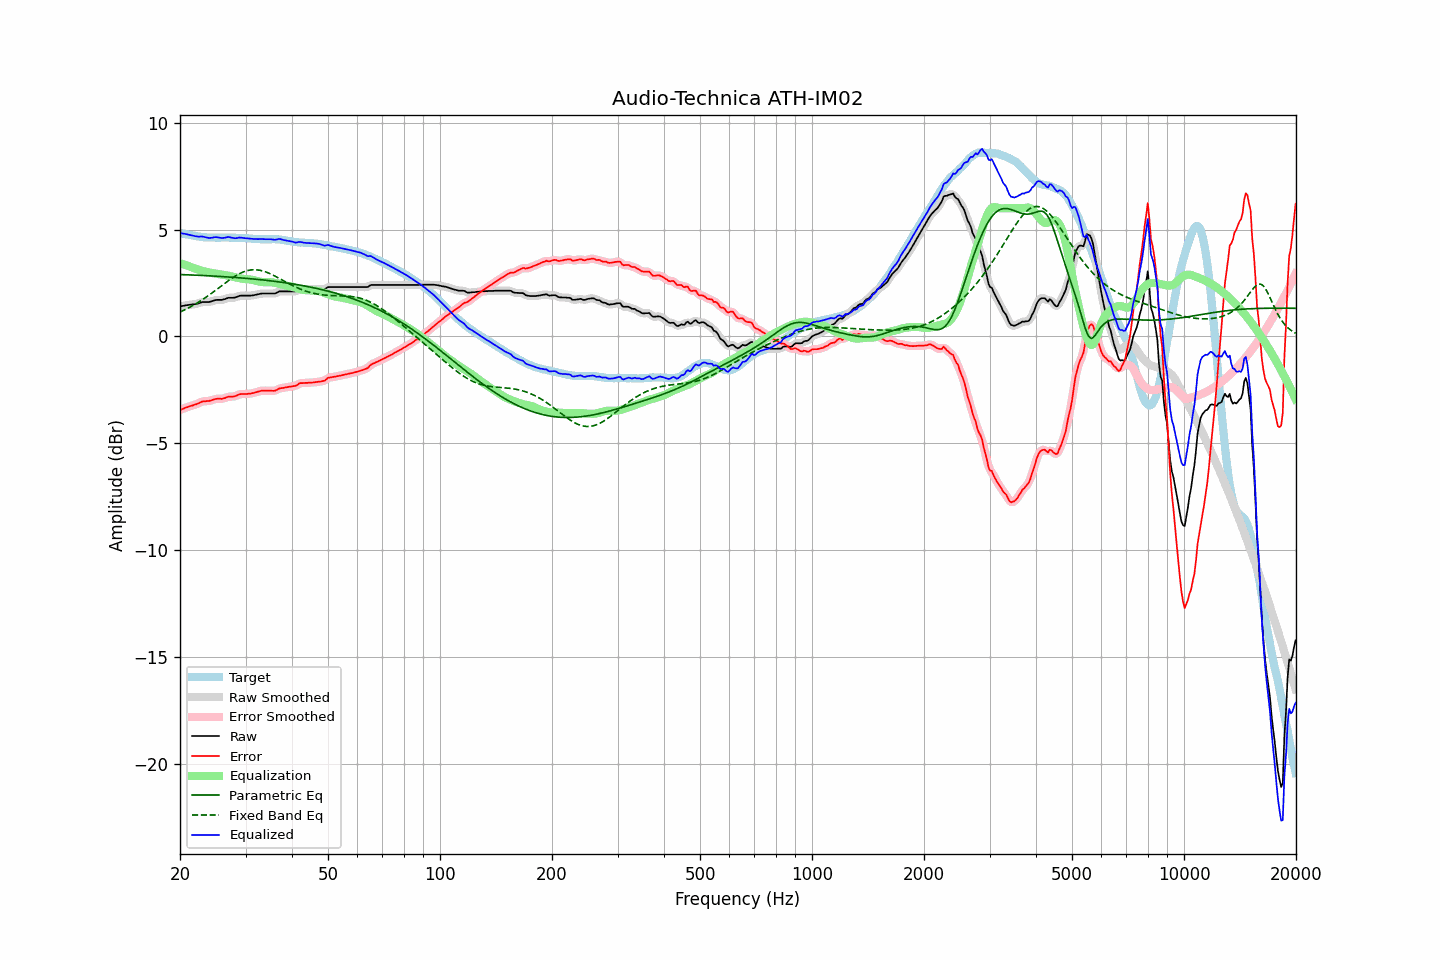 Audio-Technica ATH-IM02
10
5
0
−5
−10
−15
−20
Amplitude (dBr)
Target
Raw Smoothed
Error Smoothed
Raw
Error
Equalization
Parametric Eq
Fixed Band Eq
Equalized
20 50 100 200 500 1000 2000 5000 10000 20000
Frequency (Hz)